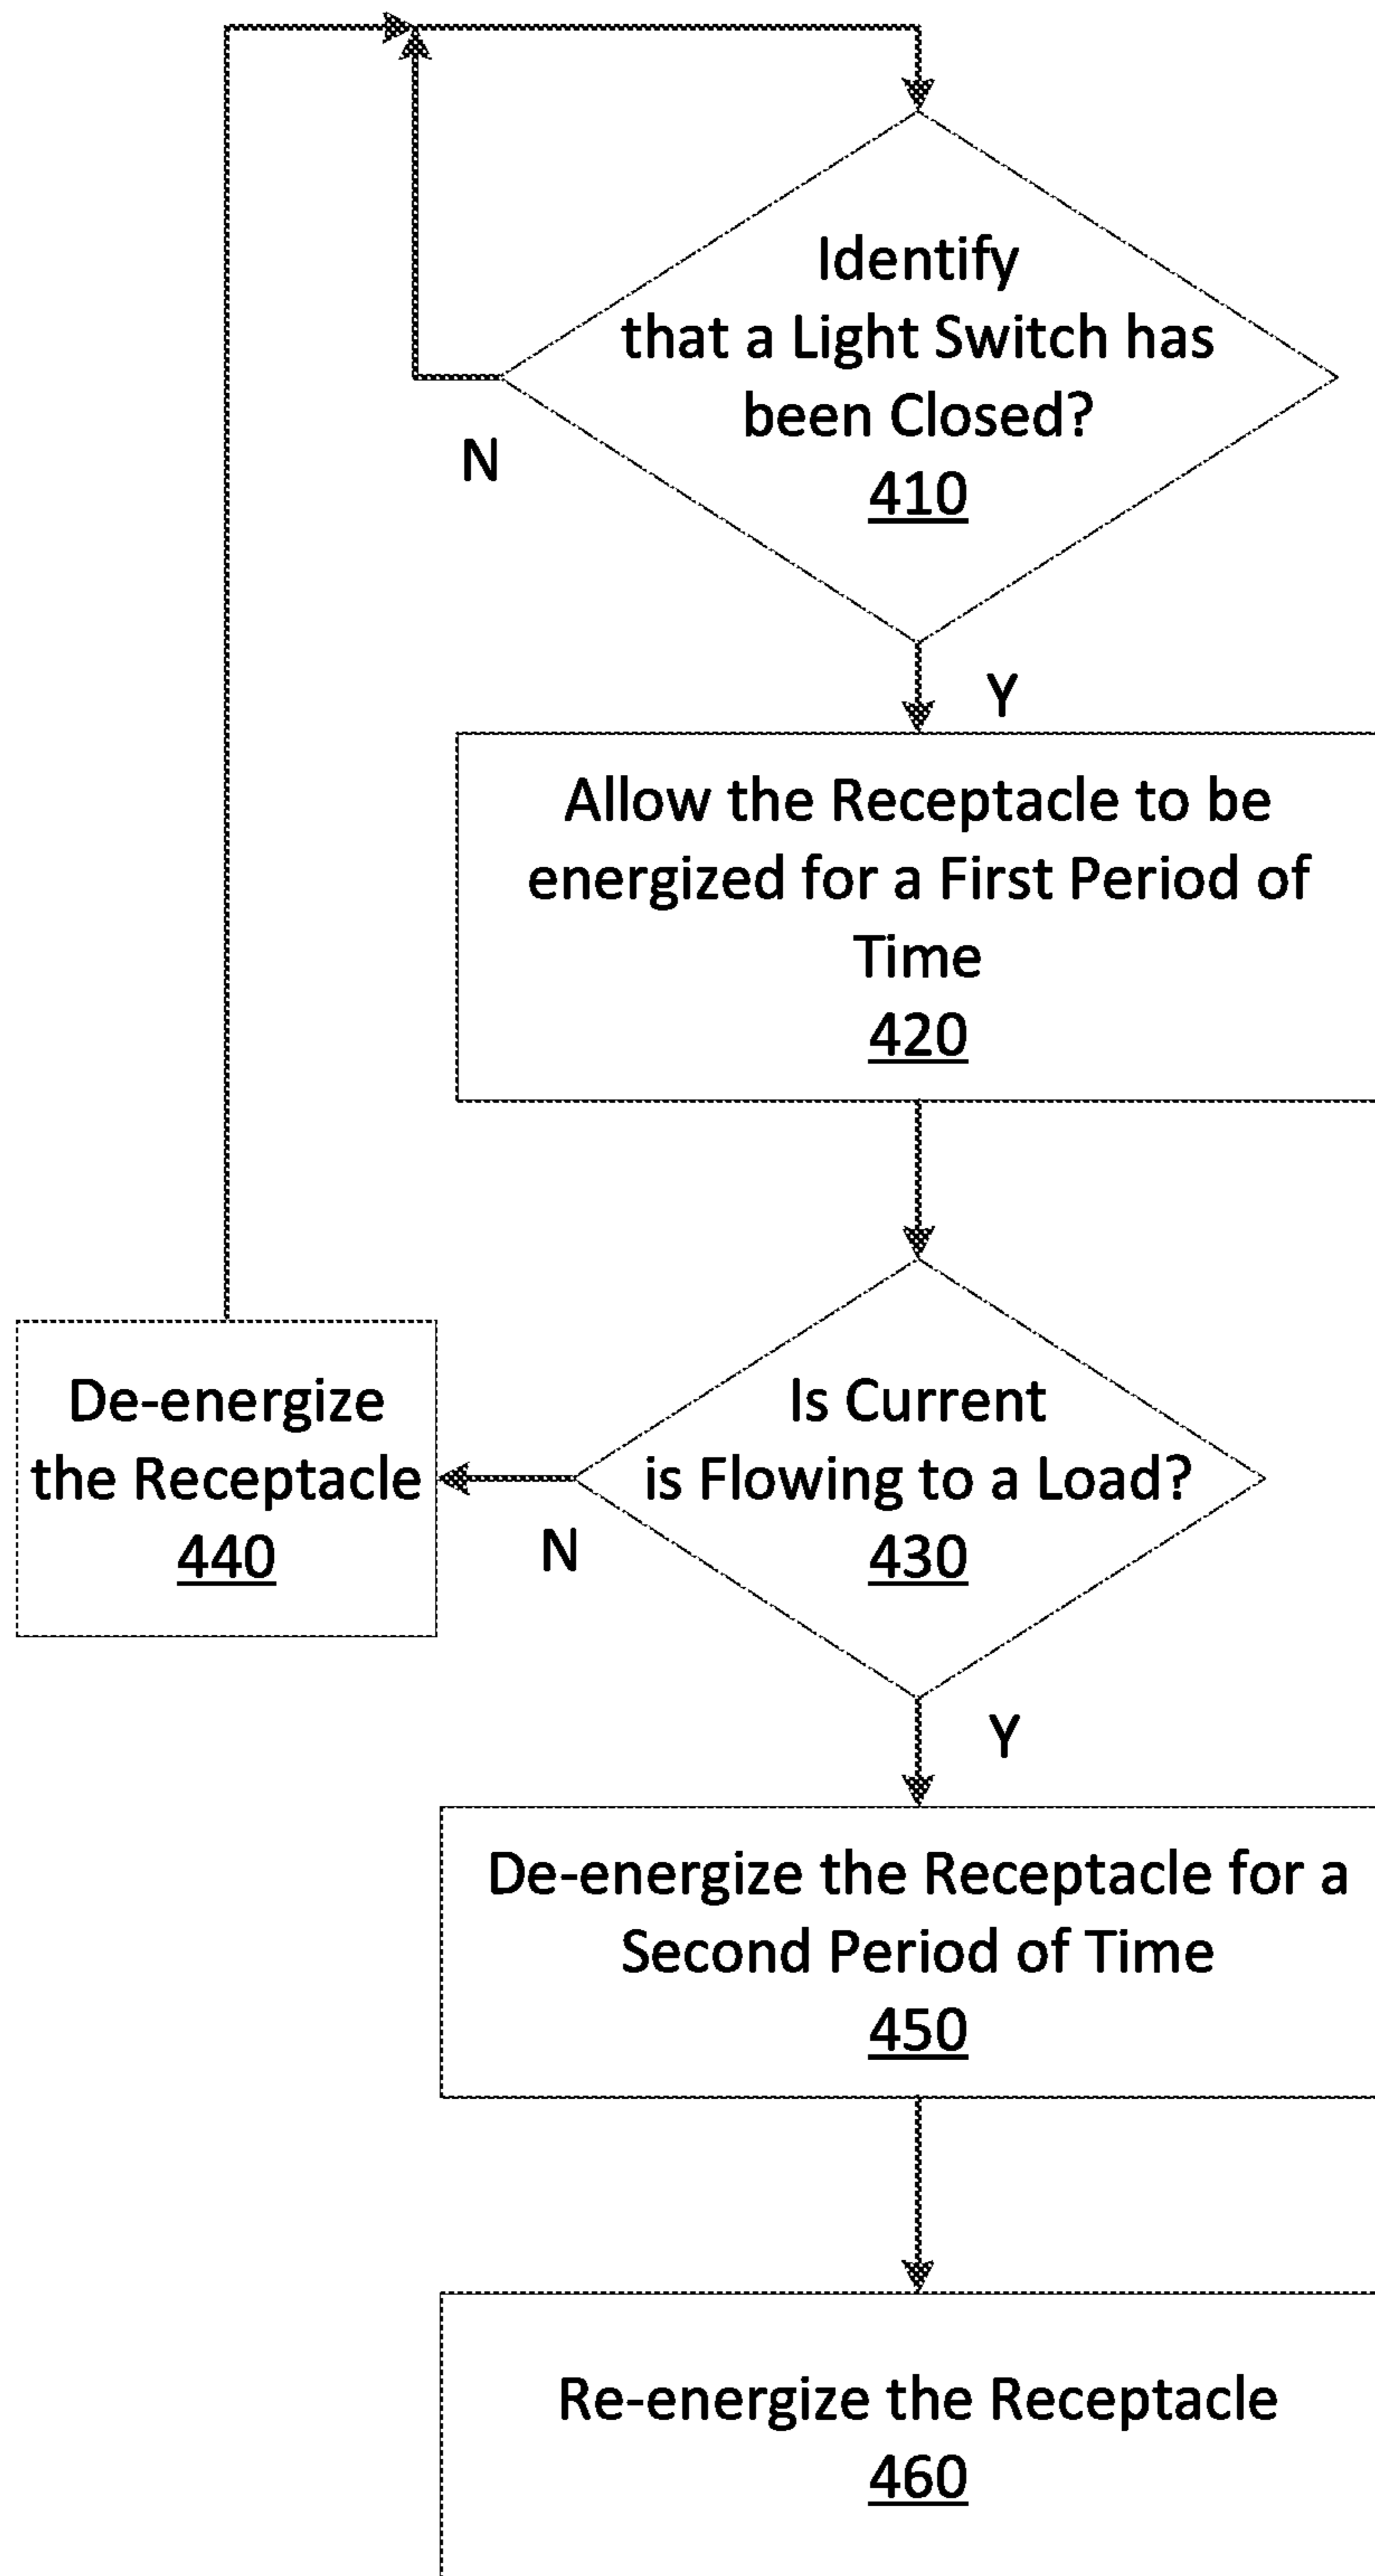 Identify
that a Light Switch has
been Closed?
410
N
Y
Allow the Receptacle to be
energized for a First Period of
Time
420
Is Current
is Flowing to a Load?
430
N
De-energize
the Receptacle
440
Y
De-energize the Receptacle for a
Second Period of Time
450
Re-energize the Receptacle
460